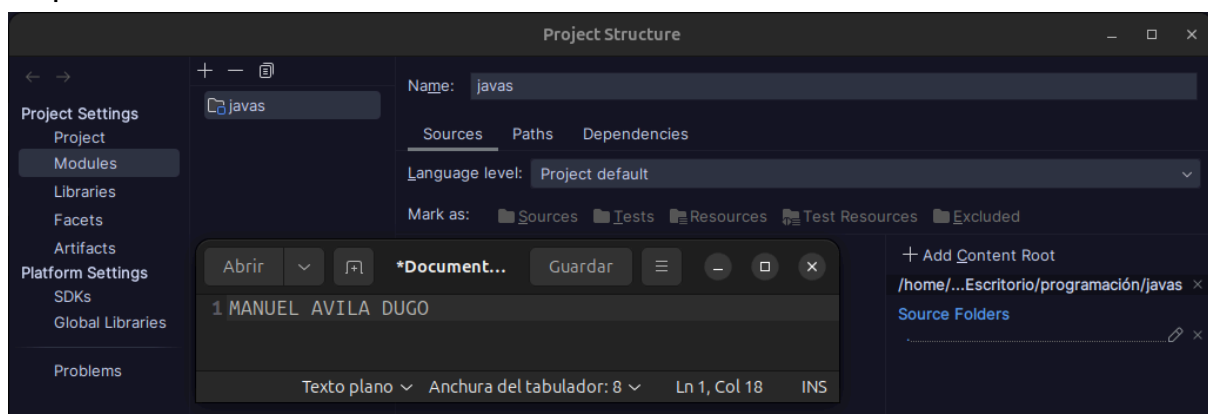 Project Structure
Project Settings
Project
Modules
Libraries
Facets
Artifacts
Platform Settings
SDKs
Global Libraries
Problems
javas
Name: javas
Sources Paths Dependencies
Language level: Project default
Mark as: Sources Tests Resources Test Resources Excluded
Add Content Root
/home/...Escritorio/programación/javas
Source Folders
.
Abrir *Document... Guardar
1 MANUEL AVILA DUGO
Texto plano Anchura del tabulador: 8 Ln 1, Col 18 INS